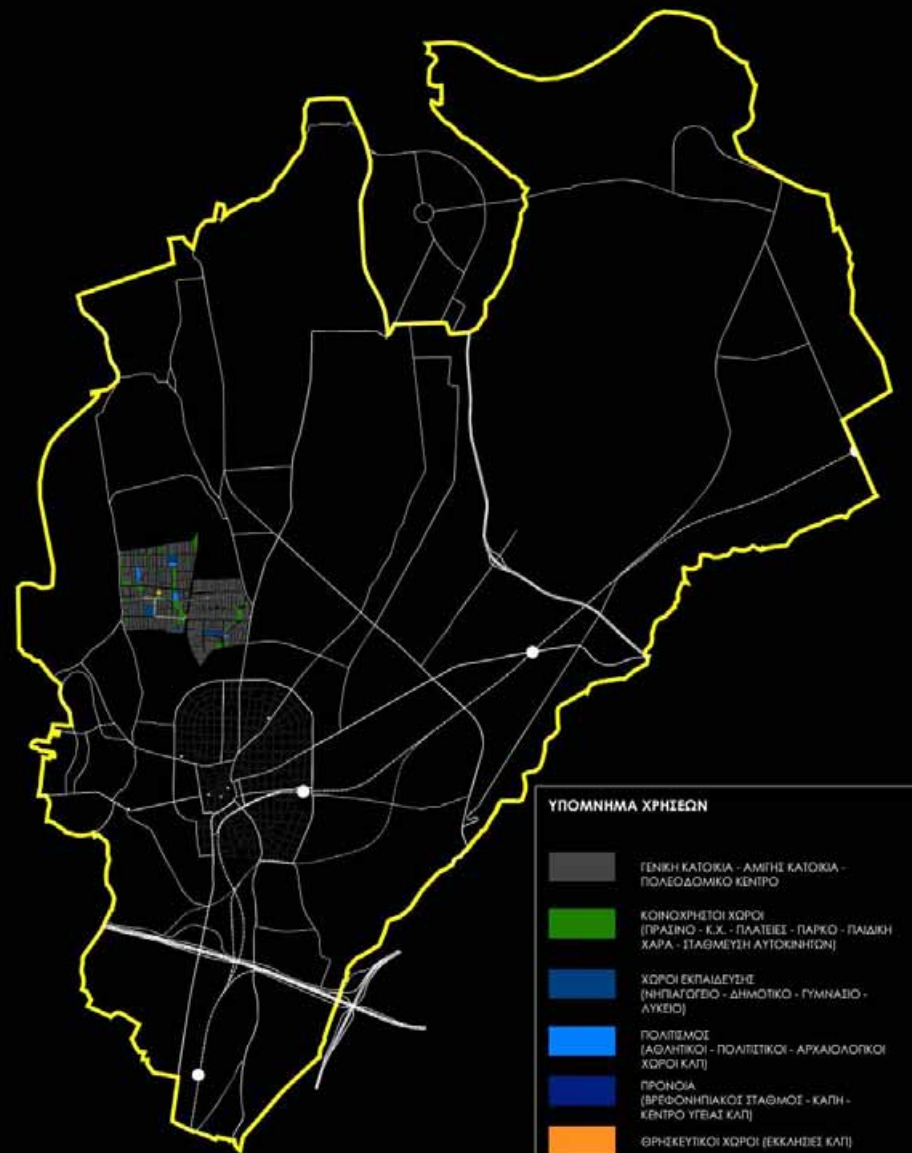 ΥΠΟΜΝΗΜΑ ΧΡΗΣΕΩΝ
ΓΕΝΙΚΗ ΚΑΤΟΙΚΙΑ - ΑΜΙΓΗΣ ΚΑΤΟΙΚΙΑ -
ΠΟΛΕΟΔΟΜΙΚΟ ΚΕΝΤΡΟ
ΚΟΙΝΟΧΡΗΣΤΟΙ ΧΩΡΟΙ
(ΠΡΑΣΙΝΟ - Κ.Χ. - ΠΛΑΤΕΙΕΣ - ΠΑΡΚΟ - ΠΑΙΔΙΚΗ
ΧΑΡΑ - ΣΤΑΘΜΕΥΣΗ ΑΥΤΟΚΙΝΗΤΩΝ)
ΧΩΡΟΙ ΕΚΠΑΙΔΕΥΣΗΣ
(ΝΗΠΙΑΓΩΓΕΙΟ - ΔΗΜΟΤΙΚΟ - ΓΥΜΝΑΣΙΟ -
ΛΥΚΕΙΟ)
ΠΟΛΙΤΙΣΜΟΣ
(ΑΘΛΗΤΙΚΟΙ - ΠΟΛΙΤΙΣΤΙΚΟΙ - ΑΡΧΑΙΟΛΟΓΙΚΟΙ
ΧΩΡΟΙ ΚΛΠ)
ΠΡΟΝΟΙΑ
(ΒΡΕΦΟΝΗΠΙΑΚΟΣ ΣΤΑΘΜΟΣ - ΚΑΠΗ -
ΚΕΝΤΡΟ ΥΓΕΙΑΣ ΚΛΠ)
ΘΡΗΣΚΕΥΤΙΚΟΙ ΧΩΡΟΙ (ΕΚΚΛΗΣΙΕΣ ΚΛΠ)